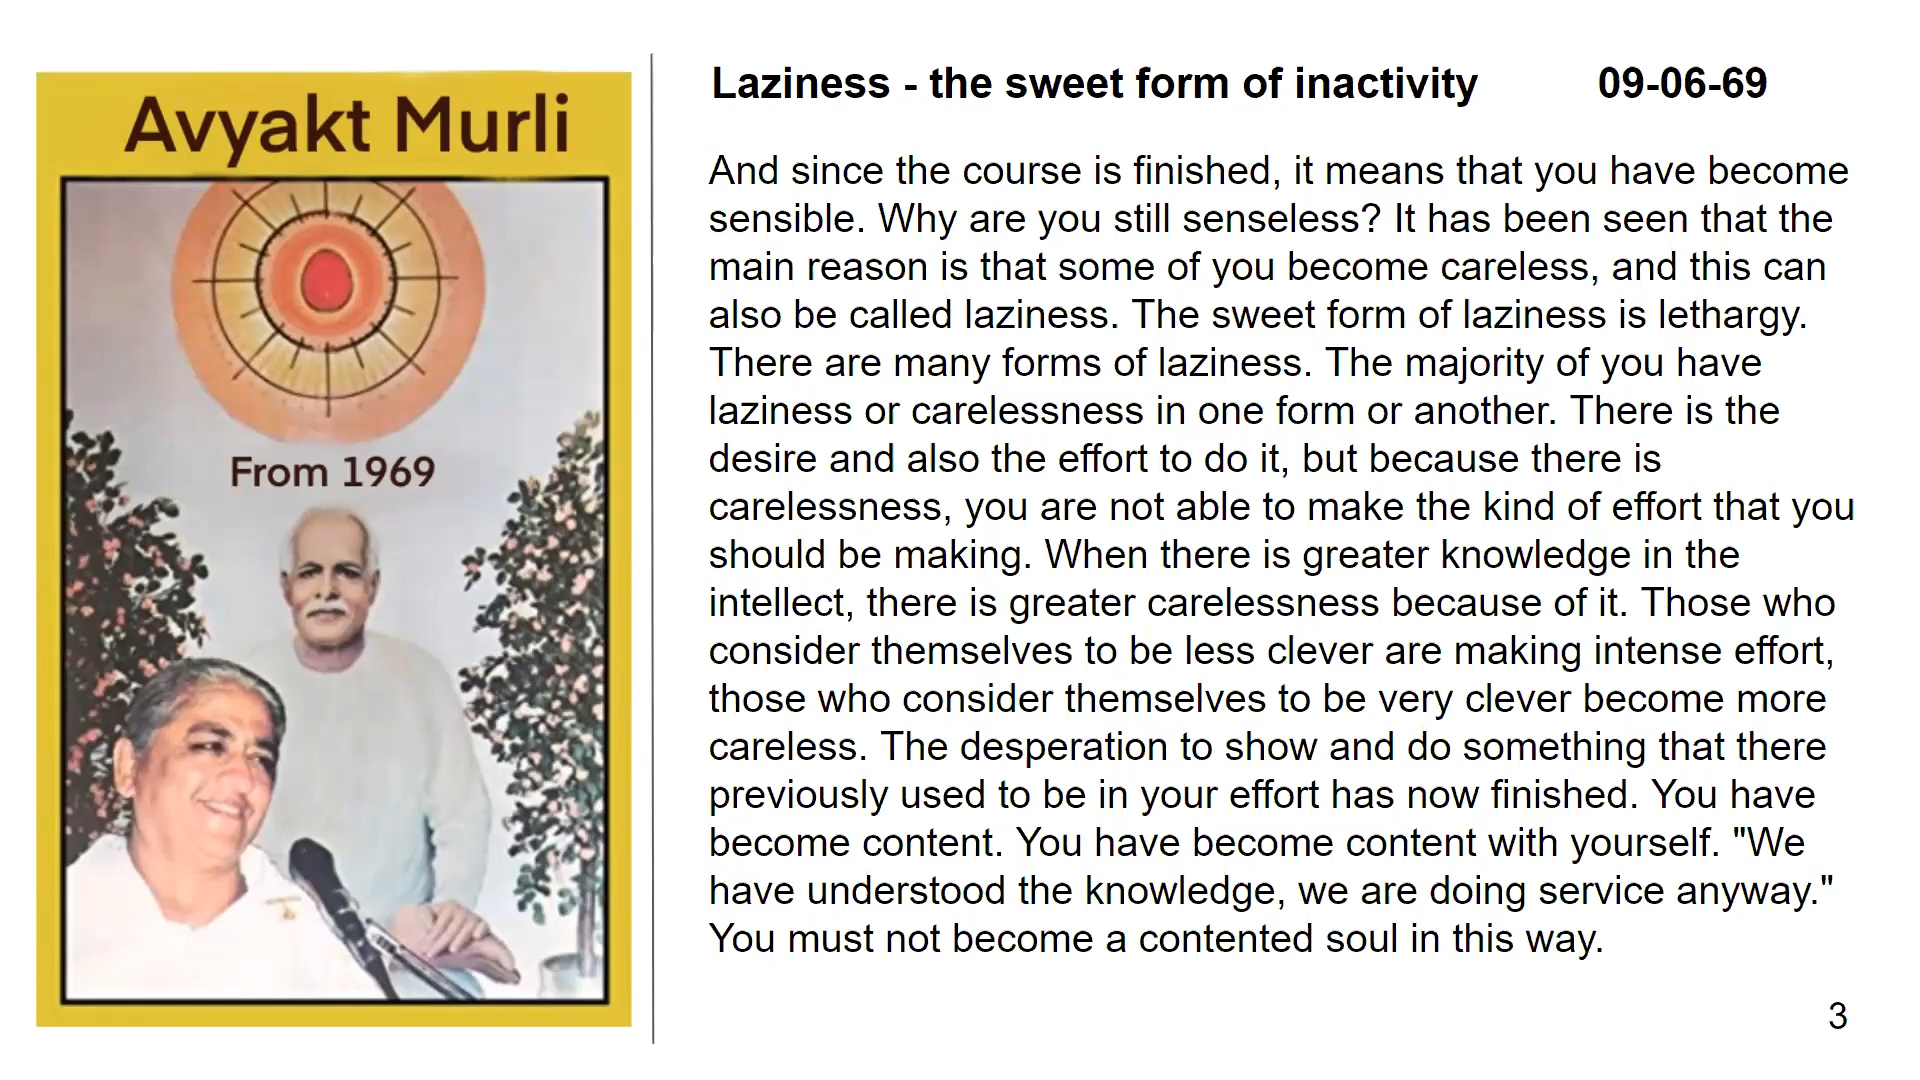 Avyakt Murli
From 1969
Laziness - the sweet form of inactivity 09-06-69
And since the course is finished, it means that you have become
sensible. Why are you still senseless? It has been seen that the
main reason is that some of you become careless, and this can
also be called laziness. The sweet form of laziness is lethargy.
There are many forms of laziness. The majority of you have
laziness or carelessness in one form or another. There is the
desire and also the effort to do it, but because there is
carelessness, you are not able to make the kind of effort that you
should be making. When there is greater knowledge in the
intellect, there is greater carelessness because of it. Those who
consider themselves to be less clever are making intense effort,
those who consider themselves to be very clever become more
careless. The desperation to show and do something that there
previously used to be in your effort has now finished. You have
become content. You have become content with yourself. "We
have understood the knowledge, we are doing service anyway."
You must not become a contented soul in this way.
3